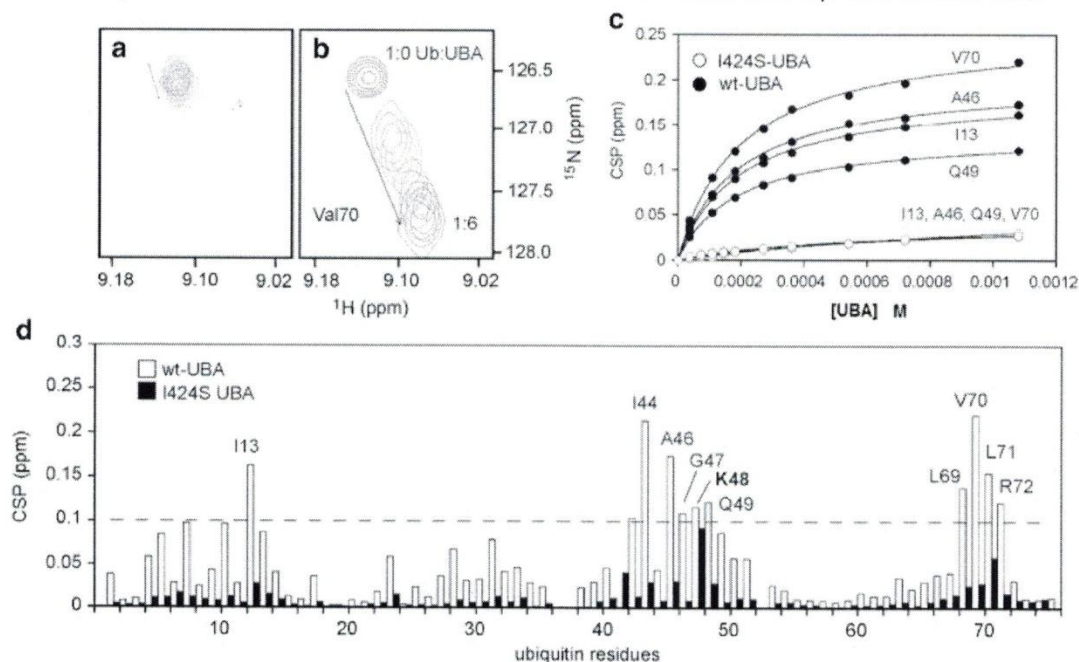 a
b
1:0 Ub:UBA
Val70
1:6
126.5
127.0
127.5
128.0
15N (ppm)
9.18
9.10
9.02
9.18
9.10
9.02
1H (ppm)
c
0.25
0.2
0.15
0.1
0.05
0
CSP (ppm)
I424S-UBA
wt-UBA
V70
A46
I13
Q49
I13, A46, Q49, V70
0
0.0002
0.0004
0.0006
0.0008
0.001
0.0012
[UBA] M
d
0.3
0.25
0.2
0.15
0.1
0.05
0
CSP (ppm)
wt-UBA
I424S UBA
I13
I44
A46
G47
K48
Q49
L69
V70
L71
R72
10
20
30
40
50
60
70
ubiquitin residues